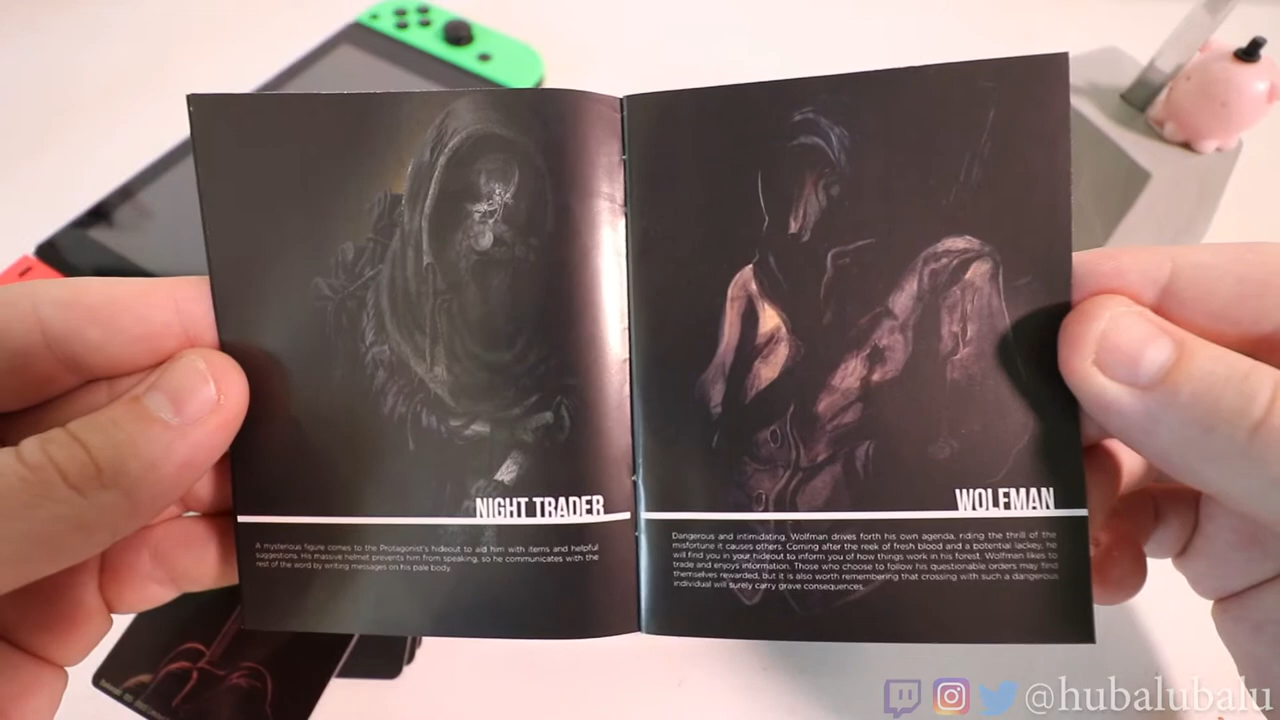 NIGHT TRADER
A mysterious figure comes to the Protagonist's hideout to aid him with items and helpful
suggestions. His massive helmet prevents him from speaking, so he communicates with the
rest of the word by writing messages on his pale body.
WOLFMAN
Dangerous and intimidating, Wolfman drives forth his own agenda, riding the thrill of the
misfortune it causes others. Coming after the reek of fresh blood and a potential lackey, he
will find you in your hideout to inform you of how things work in his forest. Wolfman likes to
trade and enjoys information. Those who choose to follow his questionable orders may find
themselves rewarded, but it is also worth remembering that crossing with such a dangerous
individual will surely carry grave consequences.
@hubalubalu